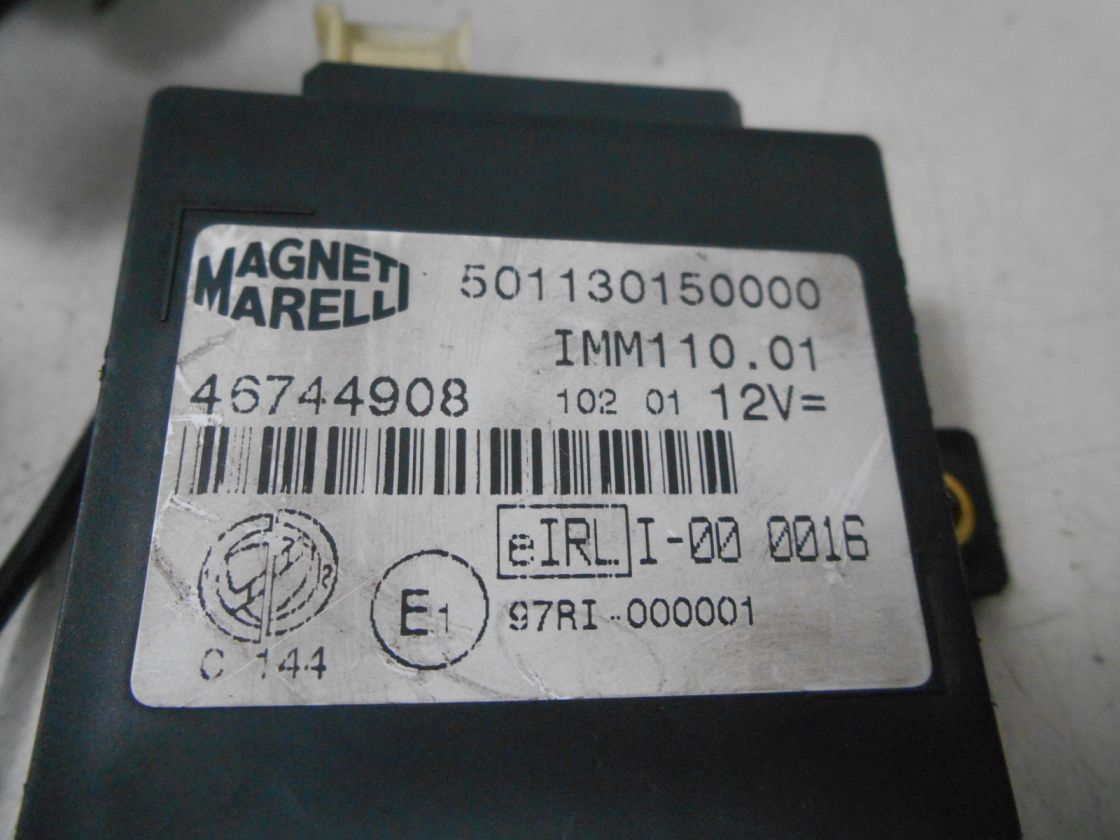 MAGNETI
MARELLI
501130150000
IMM110.01
46744908
102 01 12V=
eIRL I-00 0016
E1
97RI-000001
C 144